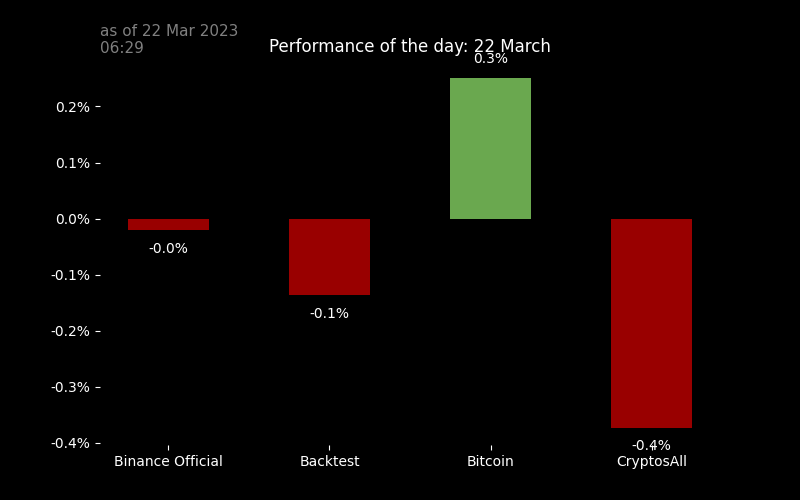 as of 22 Mar 2023
06:29
Performance of the day: 22 March
0.3%
0.2%
0.1%
0.0%
-0.0%
-0.1%
-0.1%
-0.2%
-0.3%
-0.4%
-0.4%
Binance Official
Backtest
Bitcoin
CryptosAll